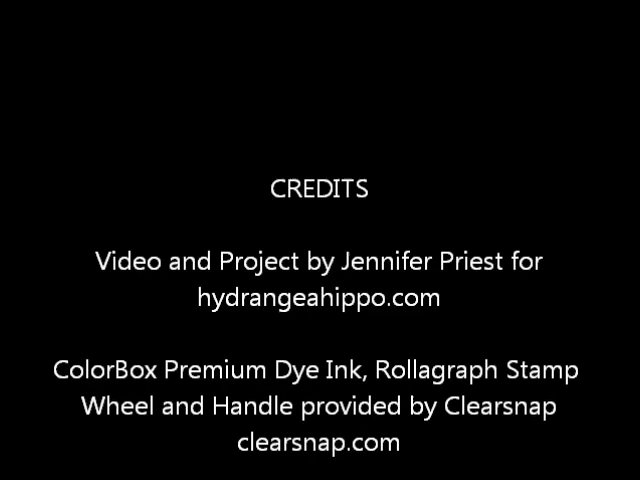 CREDITS
Video and Project by Jennifer Priest for
hydrangeahippo.com
ColorBox Premium Dye Ink, Rollagraph Stamp
Wheel and Handle provided by Clearsnap
clearsnap.com